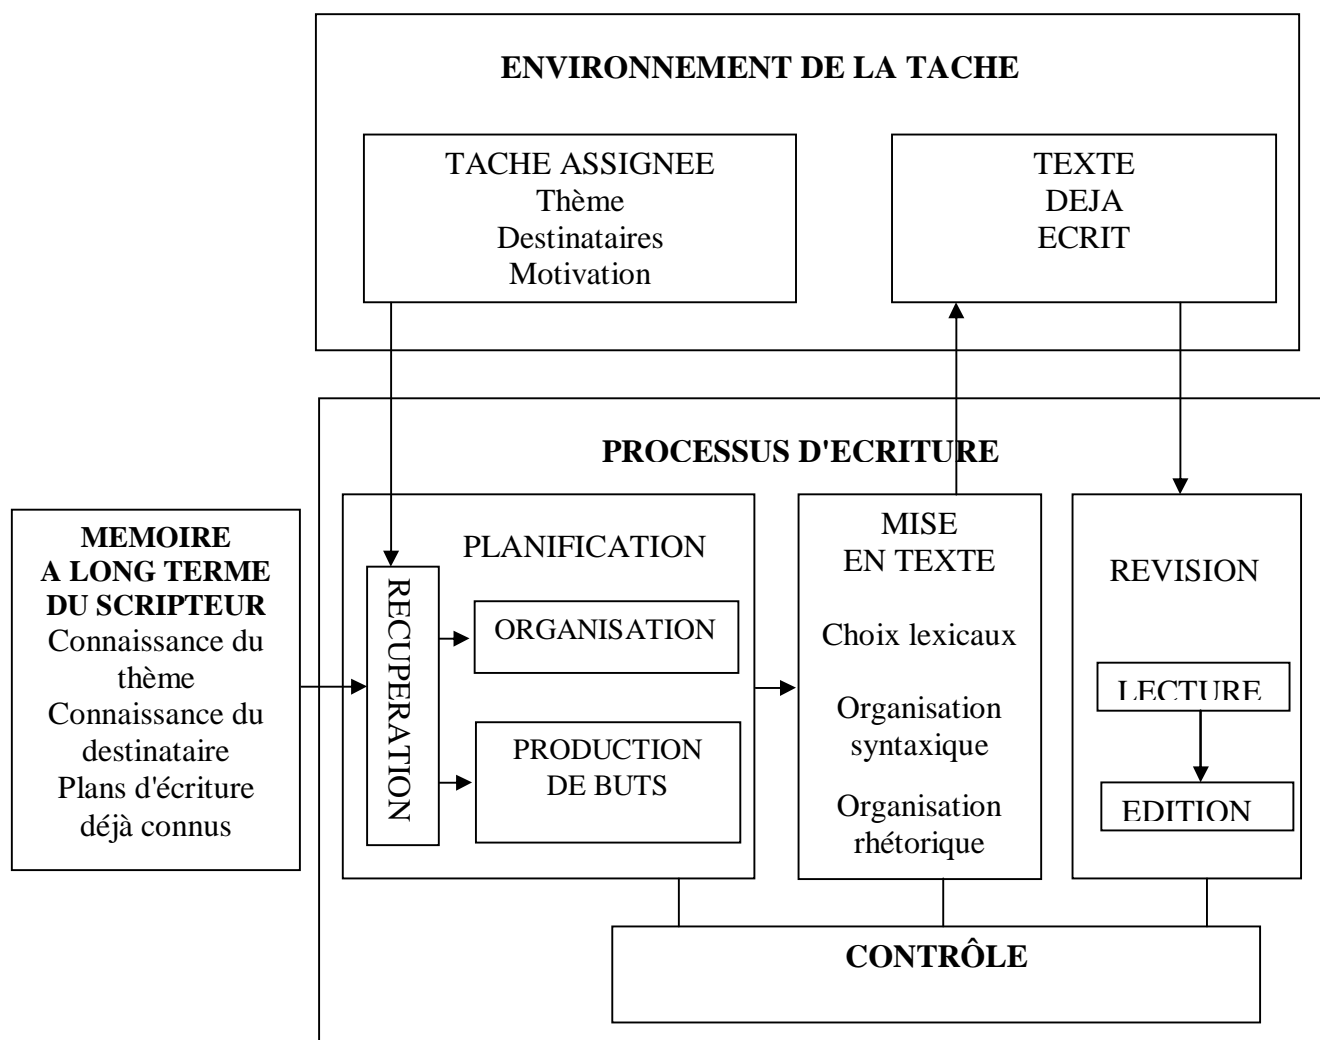 ENVIRONNEMENT DE LA TACHE
TACHE ASSIGNEE
Thème
Destinataires
Motivation
TEXTE
DEJA
ECRIT
PROCESSUS D'ECRITURE
MEMOIRE
A LONG TERME
DU SCRIPTEUR
Connaissance du
thème
Connaissance du
destinataire
Plans d'écriture
déjà connus
PLANIFICATION
RECUPERATION
ORGANISATION
PRODUCTION
DE BUTS
MISE
EN TEXTE
Choix lexicaux
Organisation
syntaxique
Organisation
rhétorique
REVISION
LECTURE
EDITION
CONTRÔLE